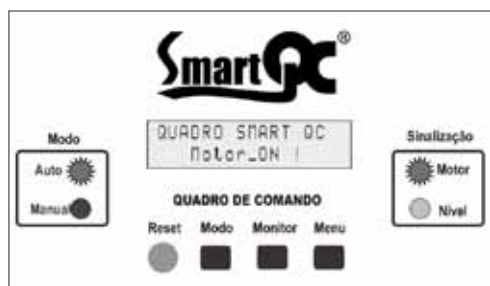 SmartQC®
Modo
Auto
Manual
QUADRO SMART QC
Motor_ON !
Sinalização
Motor
Nível
QUADRO DE COMANDO
Reset Modo Monitor Menu